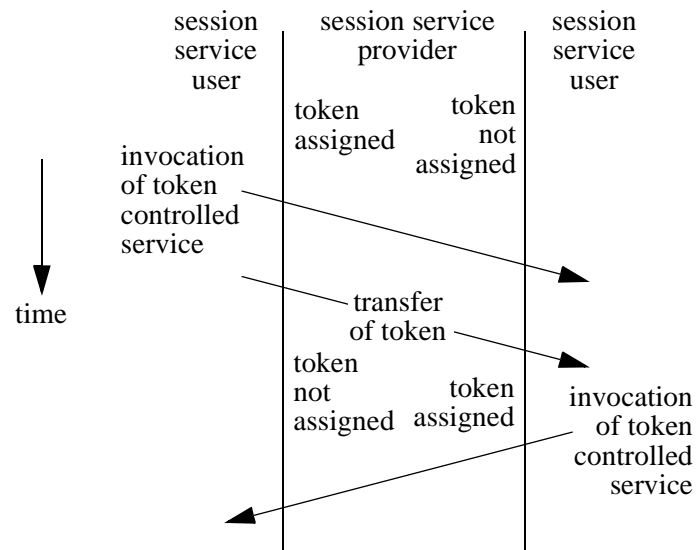 session
service
user
session service
provider
session
service
user
token
assigned
token
not
assigned
invocation
of token
controlled
service
time
transfer
of token
token
not
assigned
token
assigned
invocation
of token
controlled
service